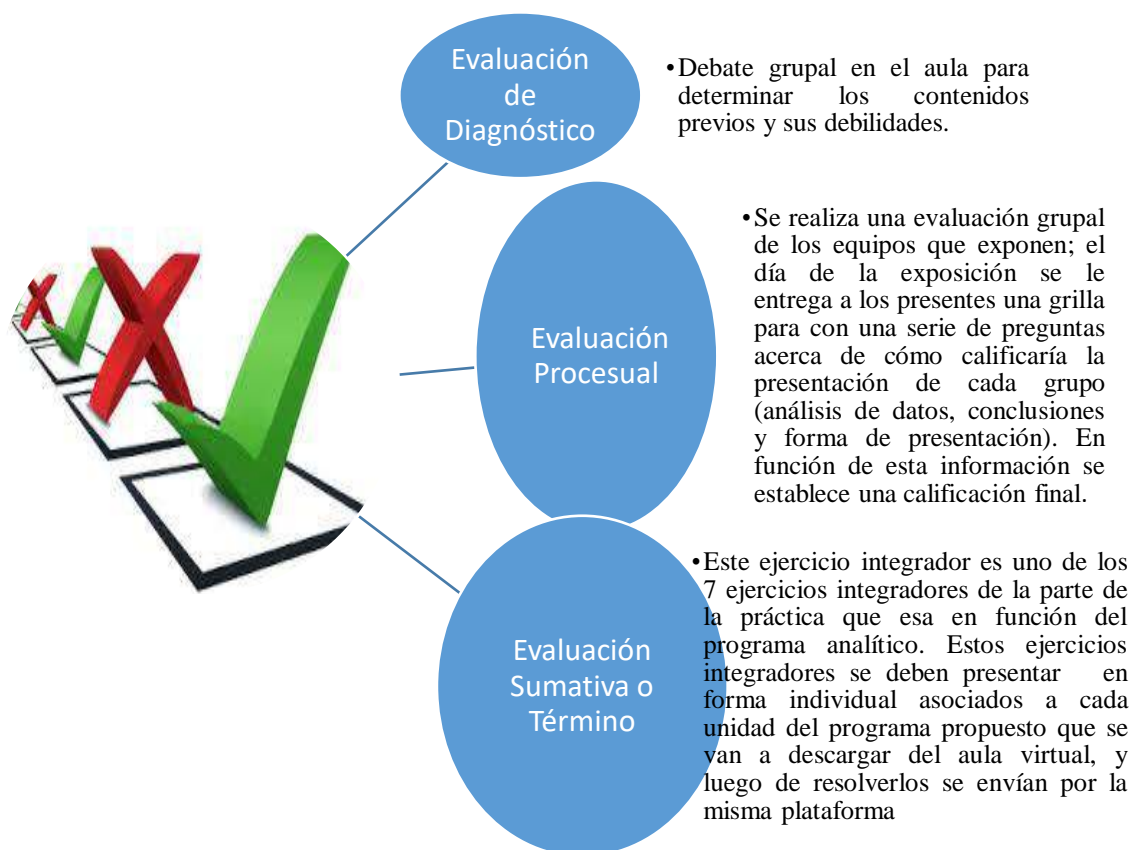 Evaluación
de
Diagnóstico
•Debate grupal en el aula para
determinar los contenidos
previos y sus debilidades.
Evaluación
Procesual
•Se realiza una evaluación grupal
de los equipos que exponen; el
día de la exposición se le
entrega a los presentes una grilla
para con una serie de preguntas
acerca de cómo calificaría la
presentación de cada grupo
(análisis de datos, conclusiones
y forma de presentación). En
función de esta información se
establece una calificación final.
Evaluación
Sumativa o
Término
•Este ejercicio integrador es uno de los
7 ejercicios integradores de la parte de
la práctica que esa en función del
programa analítico. Estos ejercicios
integradores se deben presentar en
forma individual asociados a cada
unidad del programa propuesto que se
van a descargar del aula virtual, y
luego de resolverlos se envían por la
misma plataforma